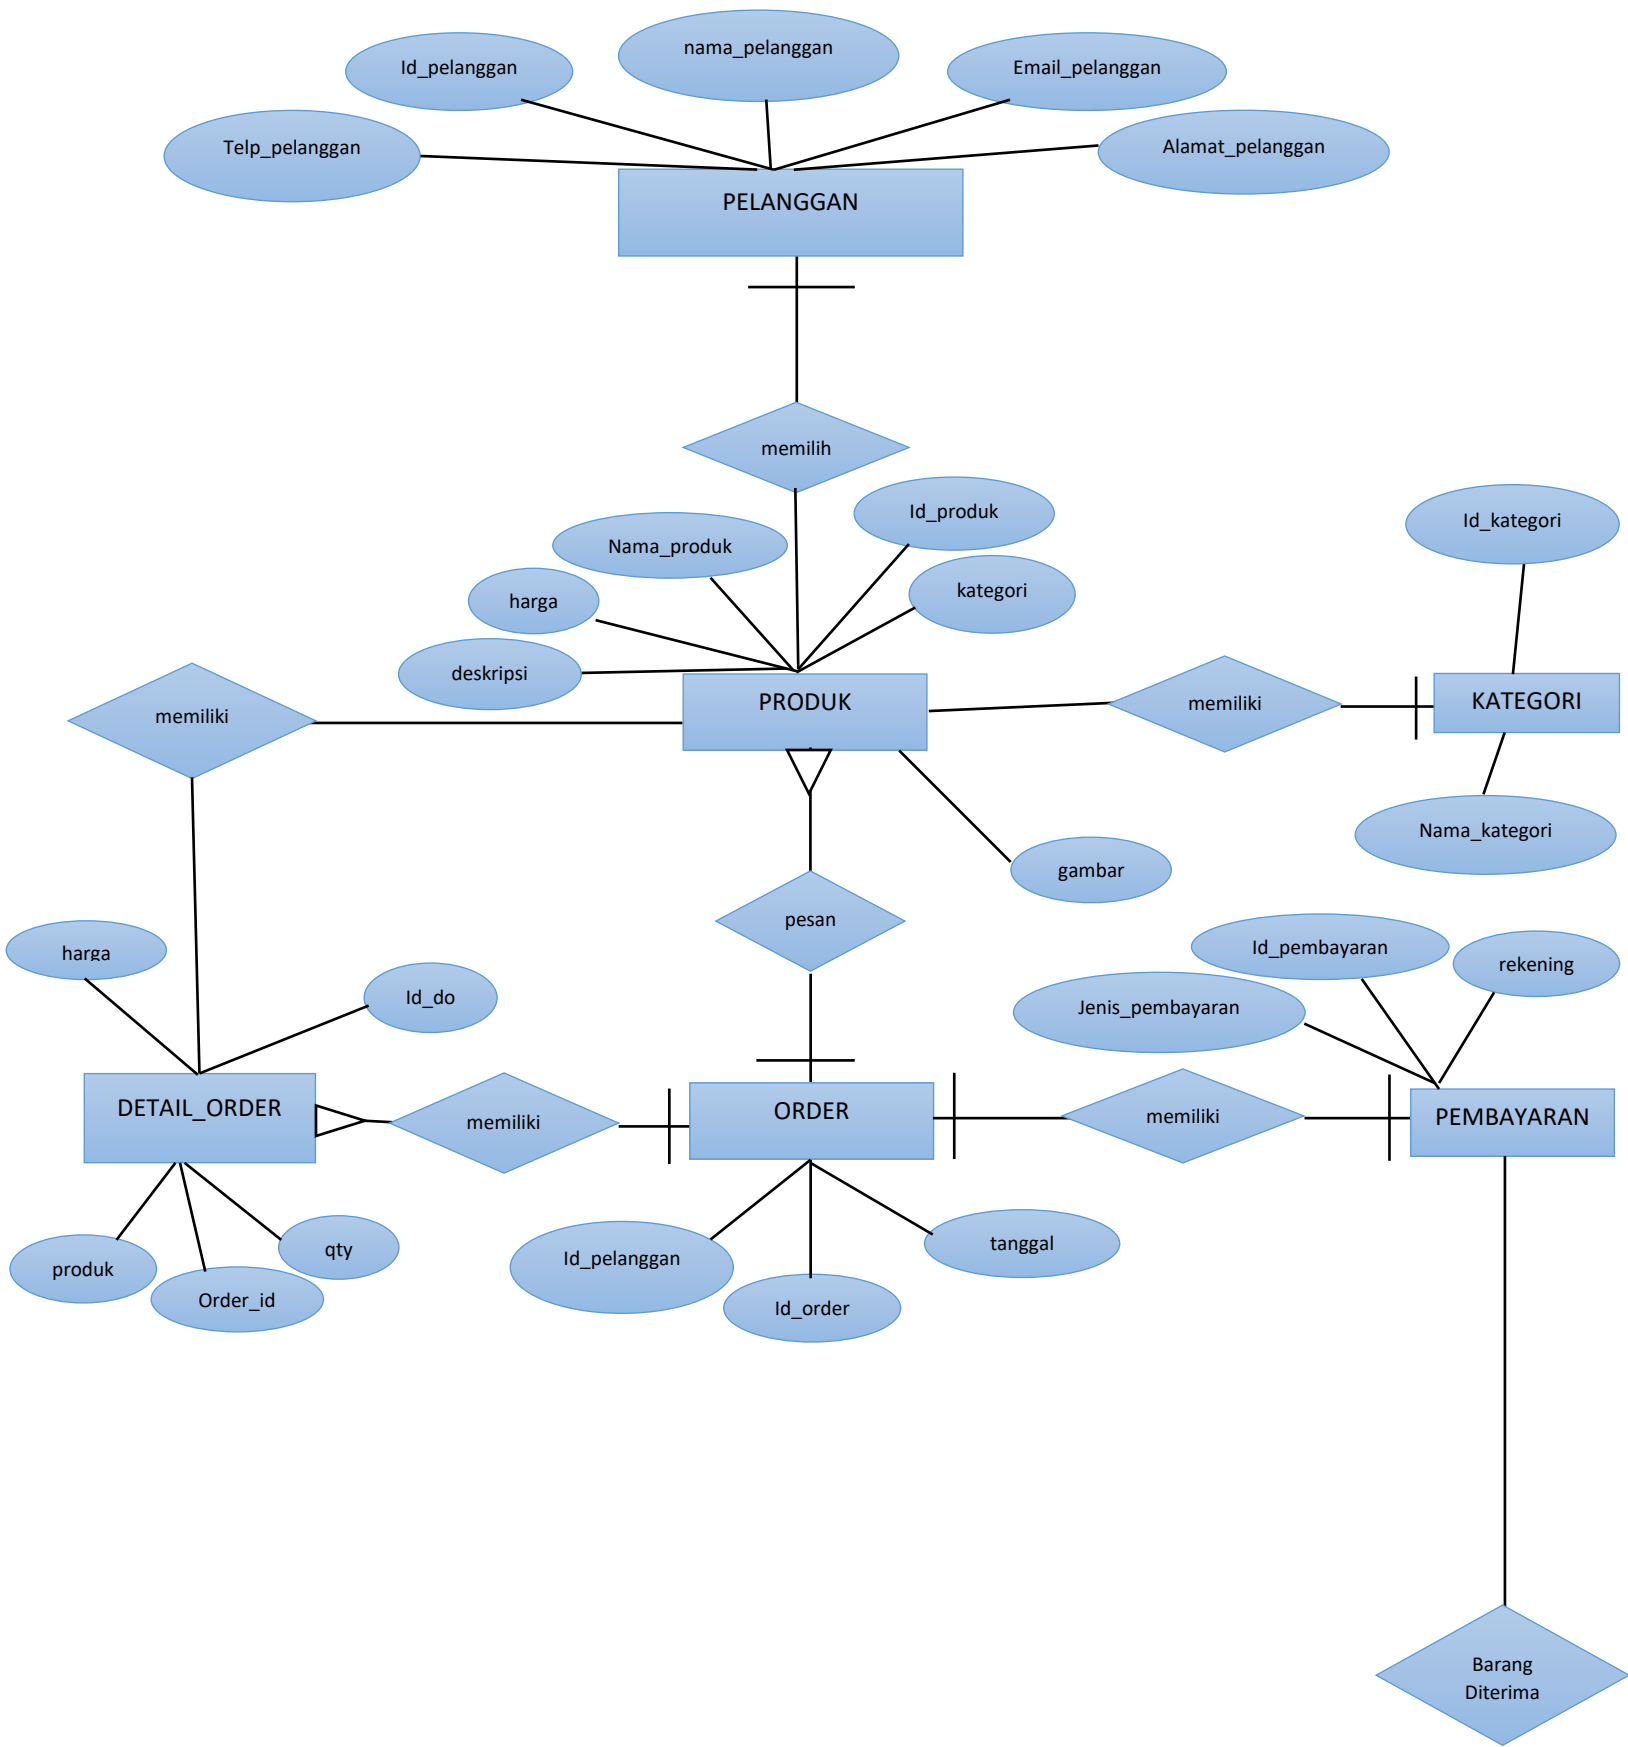 nama_pelanggan
Id_pelanggan
Email_pelanggan
Telp_pelanggan
Alamat_pelanggan
PELANGGAN
memilih
Id_produk
Id_kategori
Nama_produk
kategori
harga
deskripsi
PRODUK
memiliki
KATEGORI
memiliki
Nama_kategori
gambar
pesan
harga
Id_pembayaran
rekening
Id_do
Jenis_pembayaran
DETAIL_ORDER
memiliki
ORDER
memiliki
PEMBAYARAN
qty
Id_pelanggan
tanggal
produk
Order_id
Id_order
Barang
Diterima